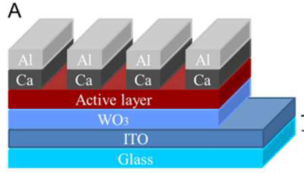 A
Al Al Al Al
Ca Ca Ca Ca
Active layer
WO3
ITO
Glass